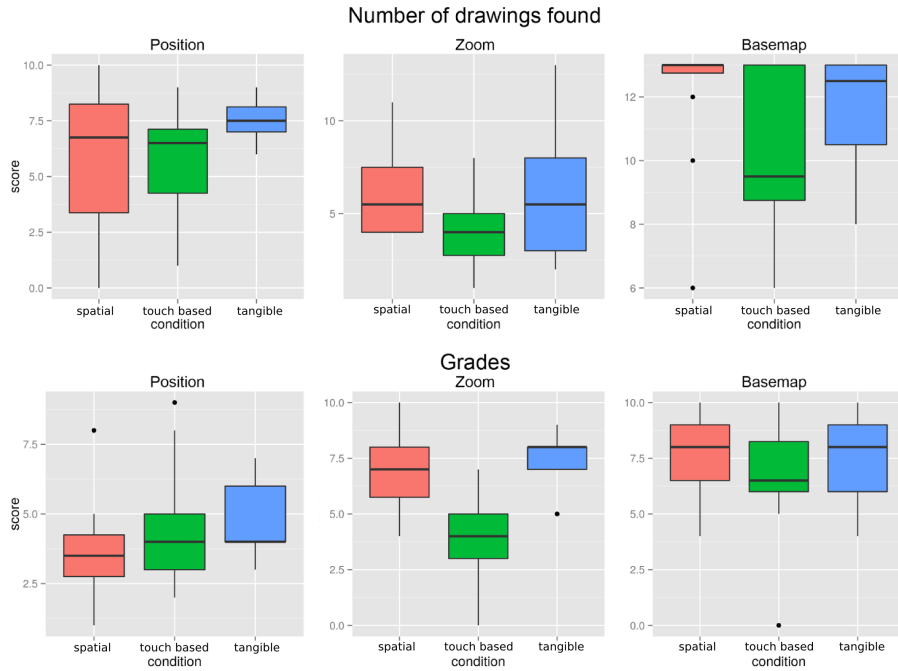 Number of drawings found
Position
Zoom
Basemap
score
10.0
7.5
5.0
2.5
0.0
10
5
12
10
8
6
spatial touch based tangible
condition
spatial touch based tangible
condition
spatial touch based tangible
condition
Grades
Position
Zoom
Basemap
score
7.5
5.0
2.5
10.0
7.5
5.0
2.5
0.0
10.0
7.5
5.0
2.5
0.0
spatial touch based tangible
condition
spatial touch based tangible
condition
spatial touch based tangible
condition